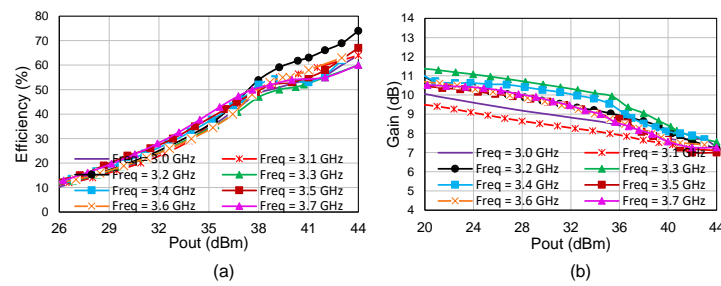 80
70
60
50
40
30
20
10
0
Efficiency (%)
Freq = 3.0 GHz
Freq = 3.1 GHz
Freq = 3.2 GHz
Freq = 3.3 GHz
Freq = 3.4 GHz
Freq = 3.5 GHz
Freq = 3.6 GHz
Freq = 3.7 GHz
26 29 32 35 38 41 44
Pout (dBm)
(a)
14
13
12
11
10
9
8
7
6
5
4
Gain (dB)
Freq = 3.0 GHz
Freq = 3.1 GHz
Freq = 3.2 GHz
Freq = 3.3 GHz
Freq = 3.4 GHz
Freq = 3.5 GHz
Freq = 3.6 GHz
Freq = 3.7 GHz
20 24 28 32 36 40 44
Pout (dBm)
(b)